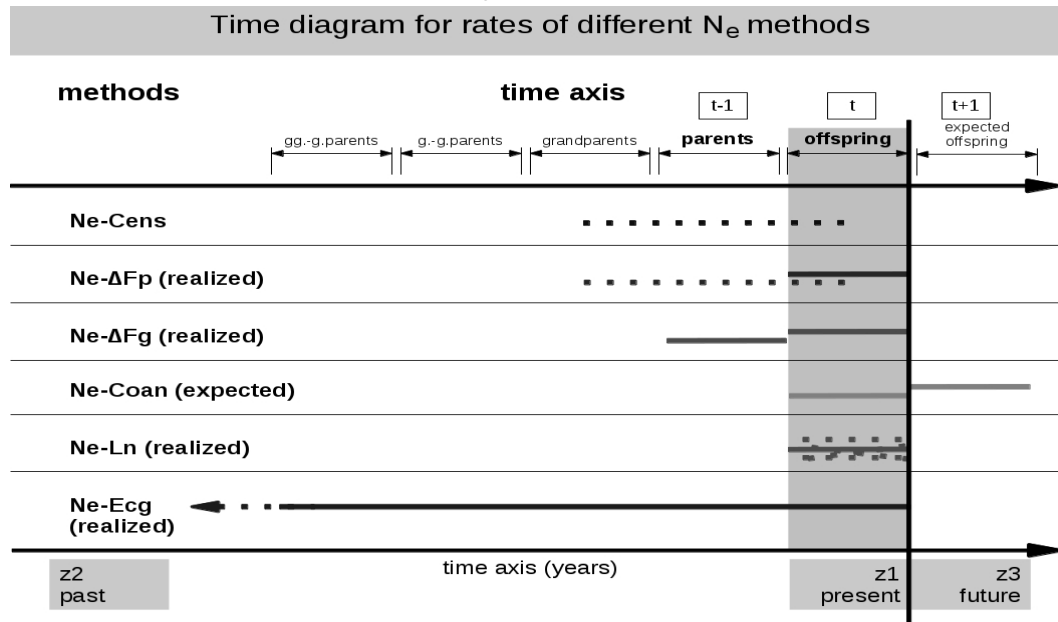 Time diagram for rates of different Ne methods
methods
time axis
t-1
t
t+1
gg.-g.parents
g.-g.parents
grandparents
parents
offspring
expected
offspring
Ne-Cens
Ne-ΔFp (realized)
Ne-ΔFg (realized)
Ne-Coan (expected)
Ne-Ln (realized)
Ne-Ecg
(realized)
time axis (years)
z2
past
z1
present
z3
future